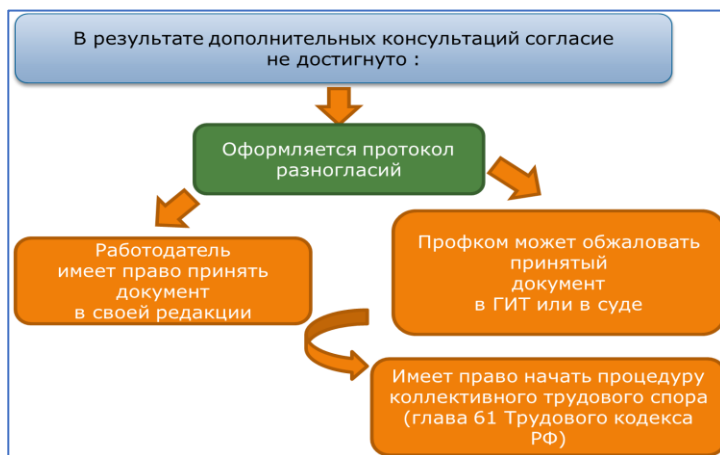 В результате дополнительных консультаций согласие
не достигнуто :
Оформляется протокол
разногласий
Работодатель
имеет право принять
документ
в своей редакции
Профком может обжаловать
принятый
документ
в ГИТ или в суде
Имеет право начать процедуру
коллективного трудового спора
(глава 61 Трудового кодекса
РФ)